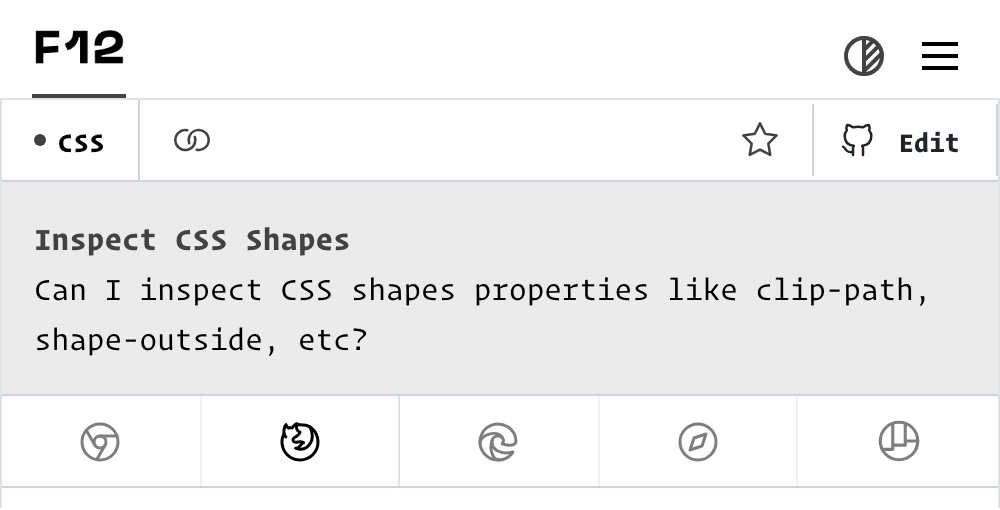 F12
CSS
Edit
Inspect CSS Shapes
Can I inspect CSS shapes properties like clip-path,
shape-outside, etc?